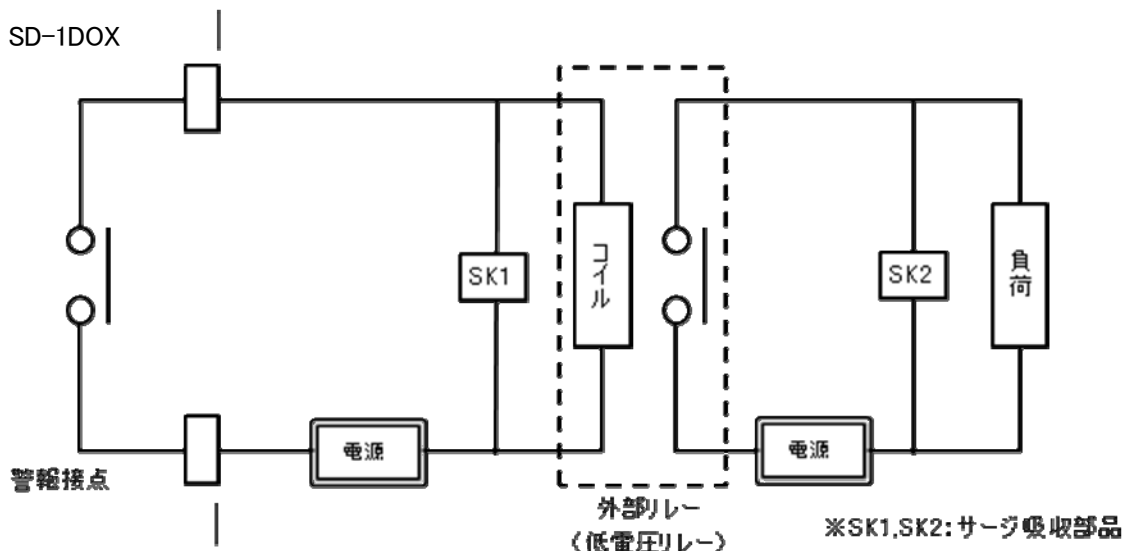 SD-1DOX
SK1
コイル
SK2
負荷
電源
電源
警報接点
外部リレー
（低電圧リレー）
※SK1,SK2:サージ吸収部品